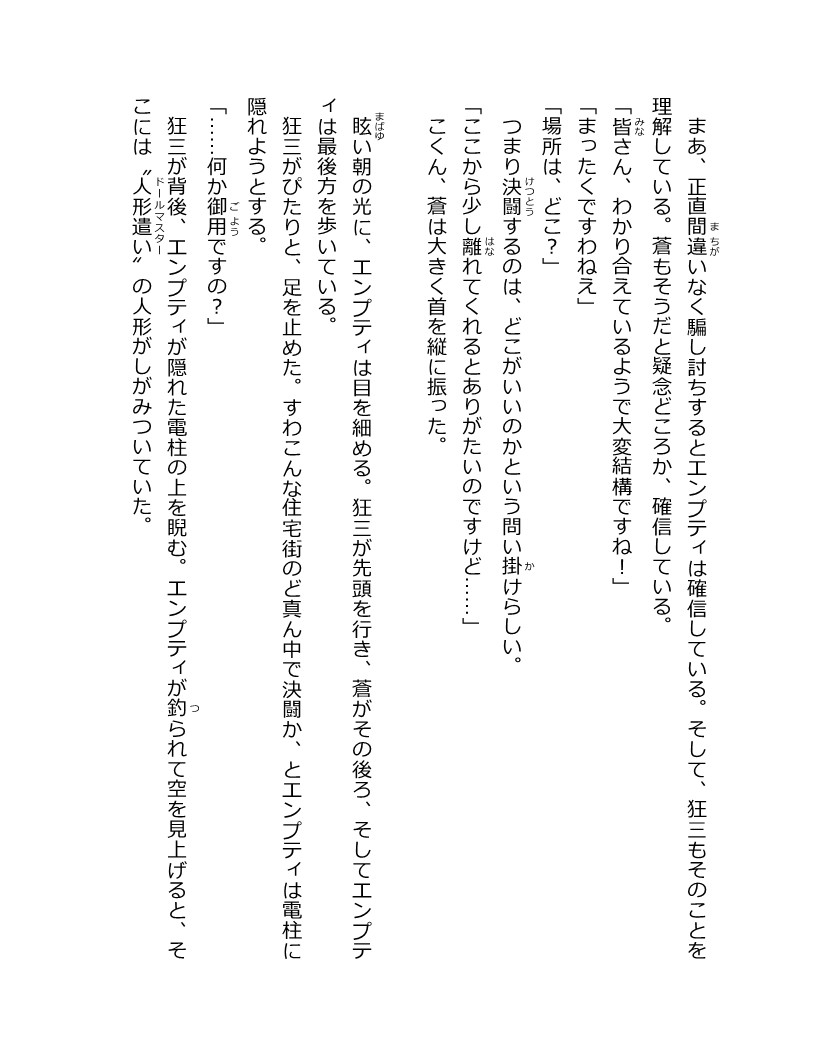 まあ、正直間違いなく騙し討ちするとエンプティは確信している。そして、狂三もそのことを
理解している。蒼もそうだと疑念どころか、確信している。
「皆さん、わかり合えているようで大変結構ですね！」
「まったくですわねえ」
「場所は、どこ？」
つまり決闘するのは、どこがいいのかという問い掛けらしい。
「ここから少し離れてくれるとありがたいのですけど……」
こくん、蒼は大きく首を縦に振った。
眩い朝の光に、エンプティは目を細める。狂三が先頭を行き、蒼がその後ろ、そしてエンプテ
ィは最後方を歩いている。
狂三がぴたりと、足を止めた。すわこんな住宅街のど真ん中で決闘か、とエンプティは電柱に
隠れようとする。
「……何か御用ですの？」
狂三が背後、エンプティが隠れた電柱の上を睨む。エンプティが釣られて空を見上げると、そ
こには〝人形遣い〟の人形がしがみついていた。